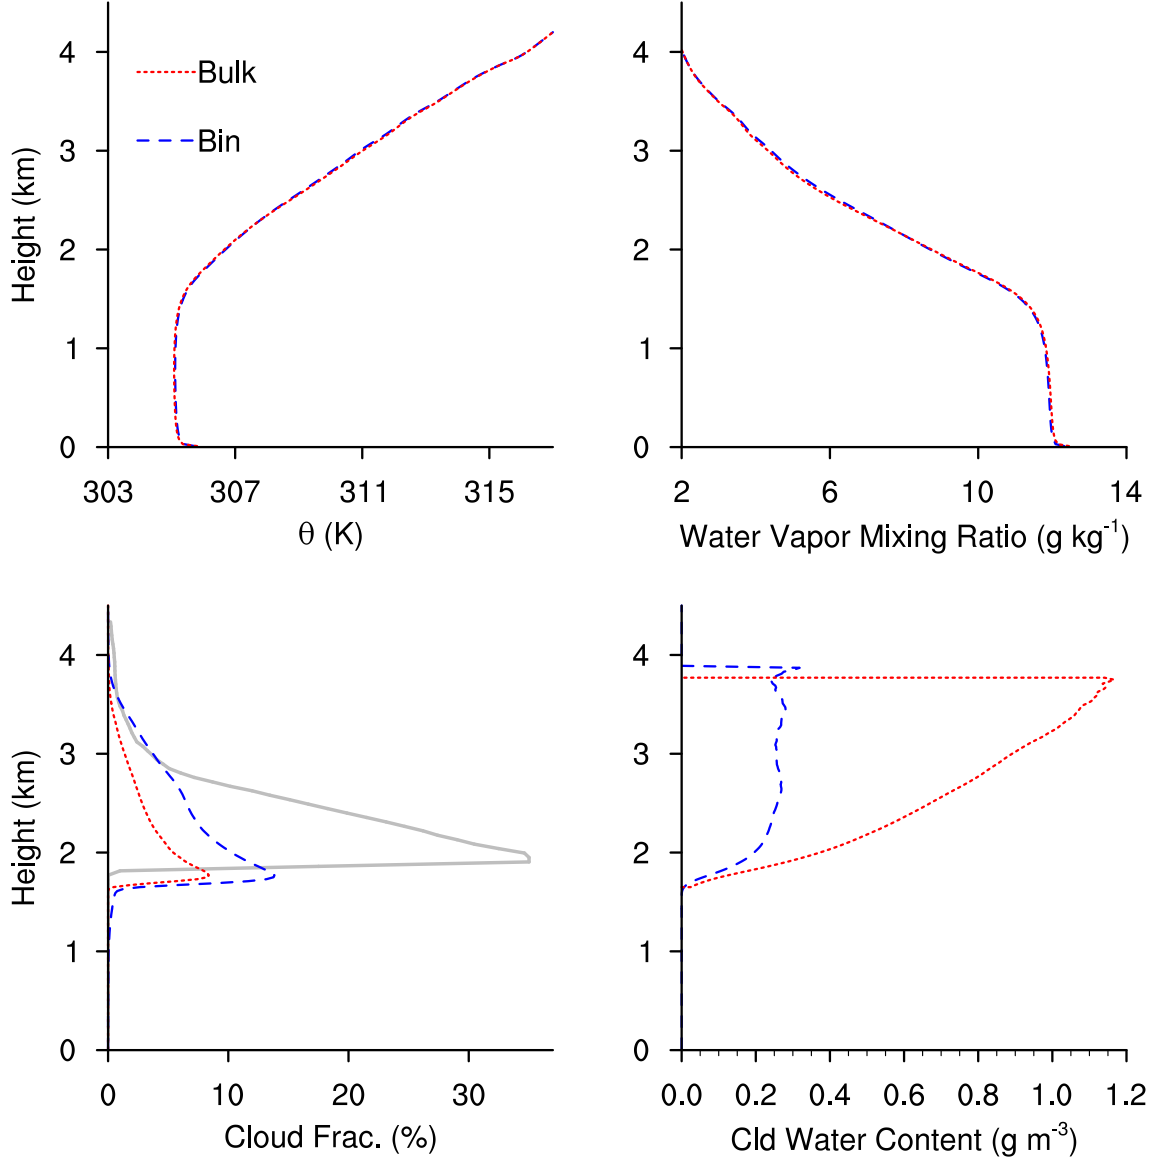 4
3
2
1
0
Height (km)
Bulk
Bin
303 307 311 315
θ (K)
4
3
2
1
0
2 6 10 14
Water Vapor Mixing Ratio (g kg⁻¹)
4
3
2
1
0
Height (km)
0 10 20 30
Cloud Frac. (%)
4
3
2
1
0
0.0 0.2 0.4 0.6 0.8 1.0 1.2
Cld Water Content (g m⁻³)